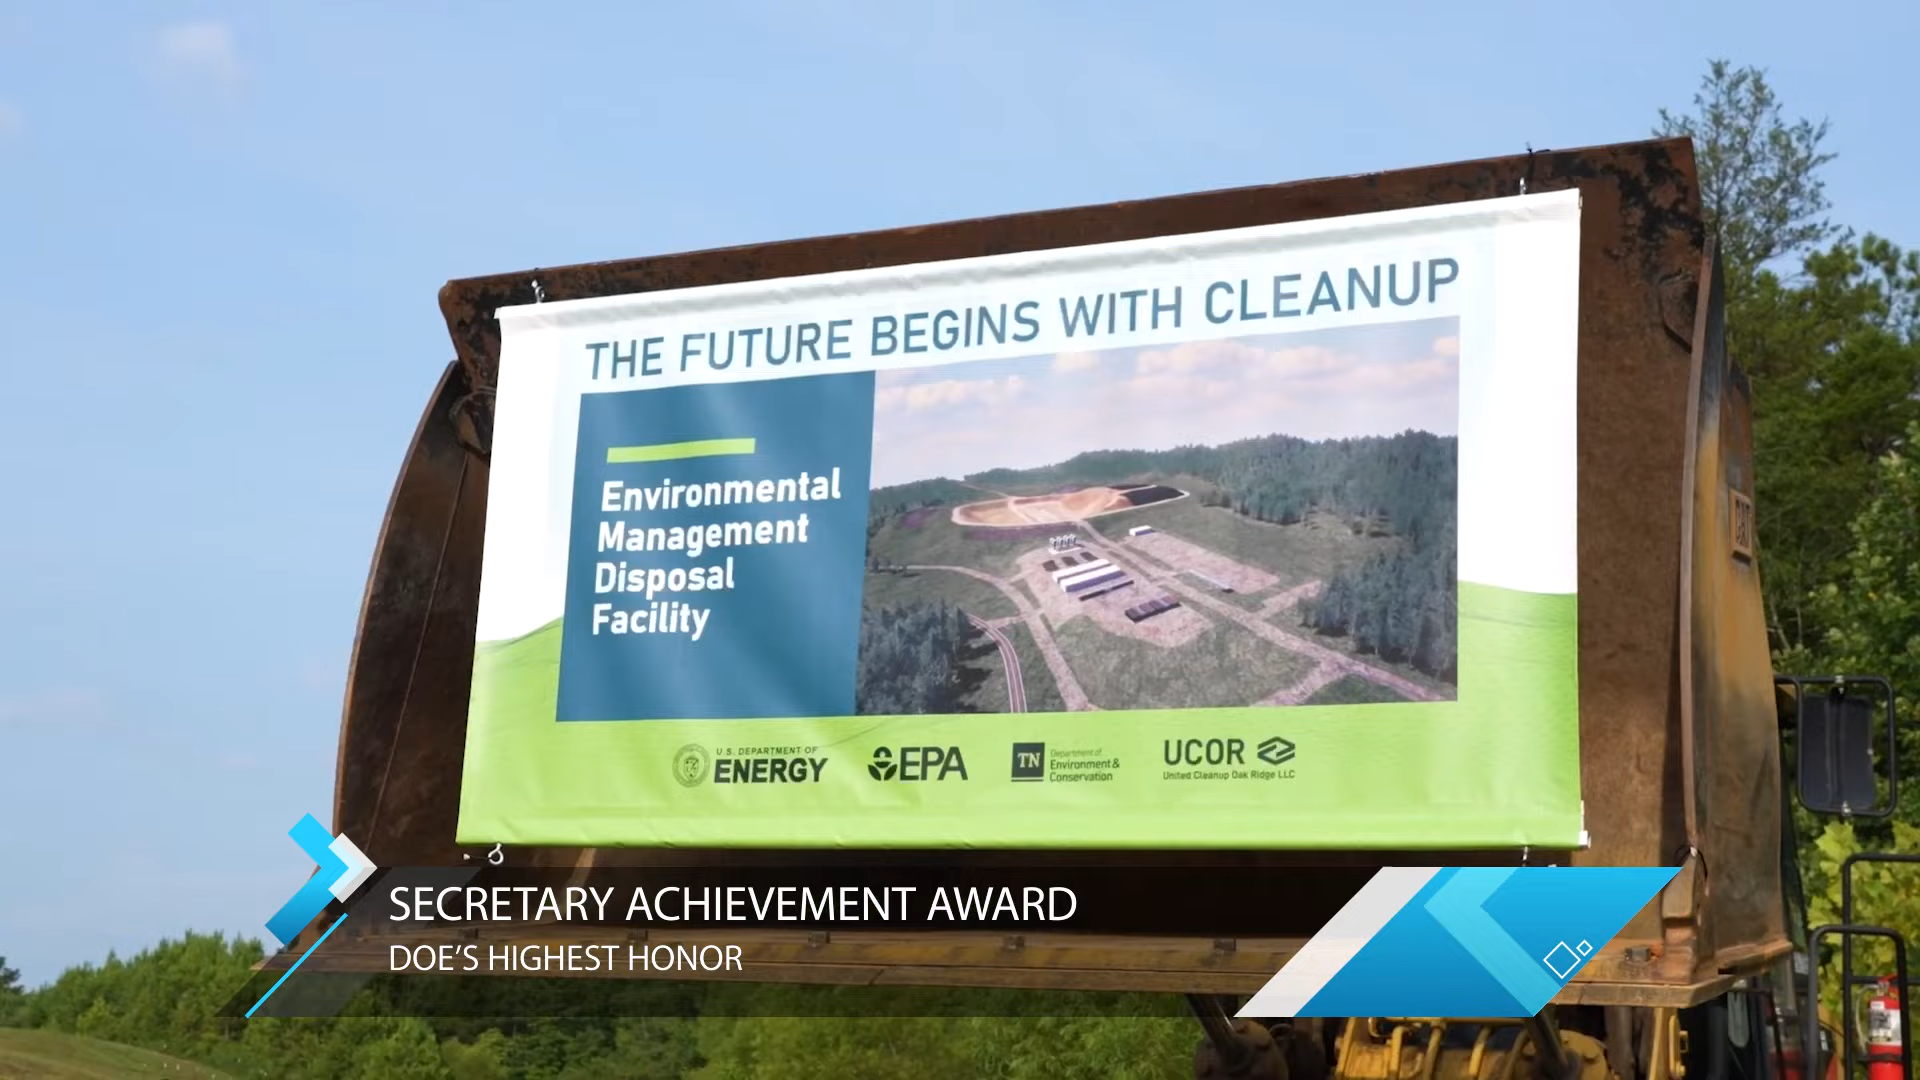 THE FUTURE BEGINS WITH CLEANUP
Environmental
Management
Disposal
Facility
U.S. DEPARTMENT OF
ENERGY
EPA
TN
Department of
Environment &
Conservation
UCOR
United Cleanup Oak Ridge LLC
CAT
SECRETARY ACHIEVEMENT AWARD
DOE'S HIGHEST HONOR